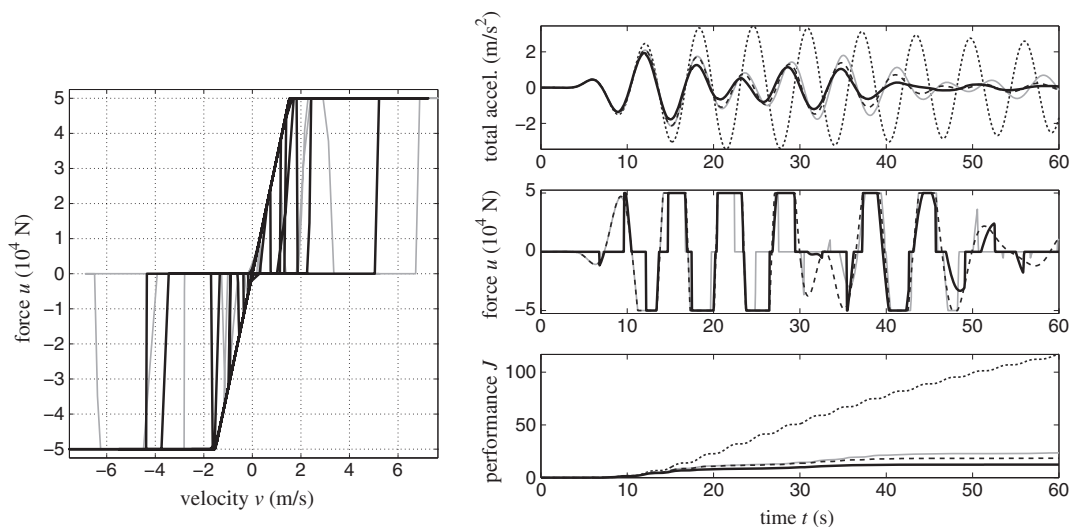 force u (10⁴ N)
5
4
3
2
1
0
−1
−2
−3
−4
−5
−6 −4 −2 0 2 4 6
velocity v (m/s)
total accel. (m/s²)
2
0
−2
0 10 20 30 40 50 60
force u (10⁴ N)
5
0
−5
0 10 20 30 40 50 60
performance J
100
50
0
0 10 20 30 40 50 60
time t (s)